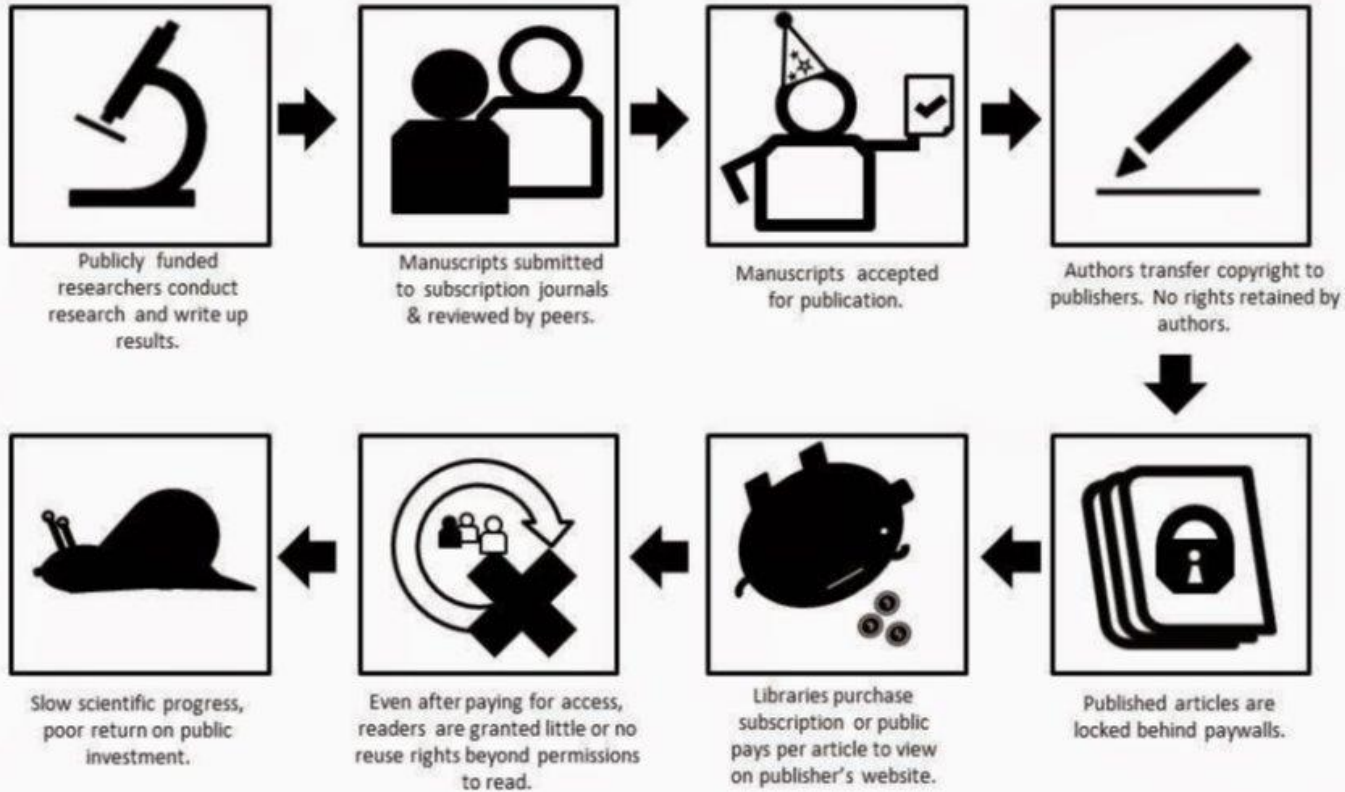 Publicly funded
researchers conduct
research and write up
results.
Manuscripts submitted
to subscription journals
& reviewed by peers.
Manuscripts accepted
for publication.
Authors transfer copyright to
publishers. No rights retained by
authors.
Published articles are
locked behind paywalls.
Libraries purchase
subscription or public
pays per article to view
on publisher's website.
Even after paying for access,
readers are granted little or no
reuse rights beyond permissions
to read.
Slow scientific progress,
poor return on public
investment.